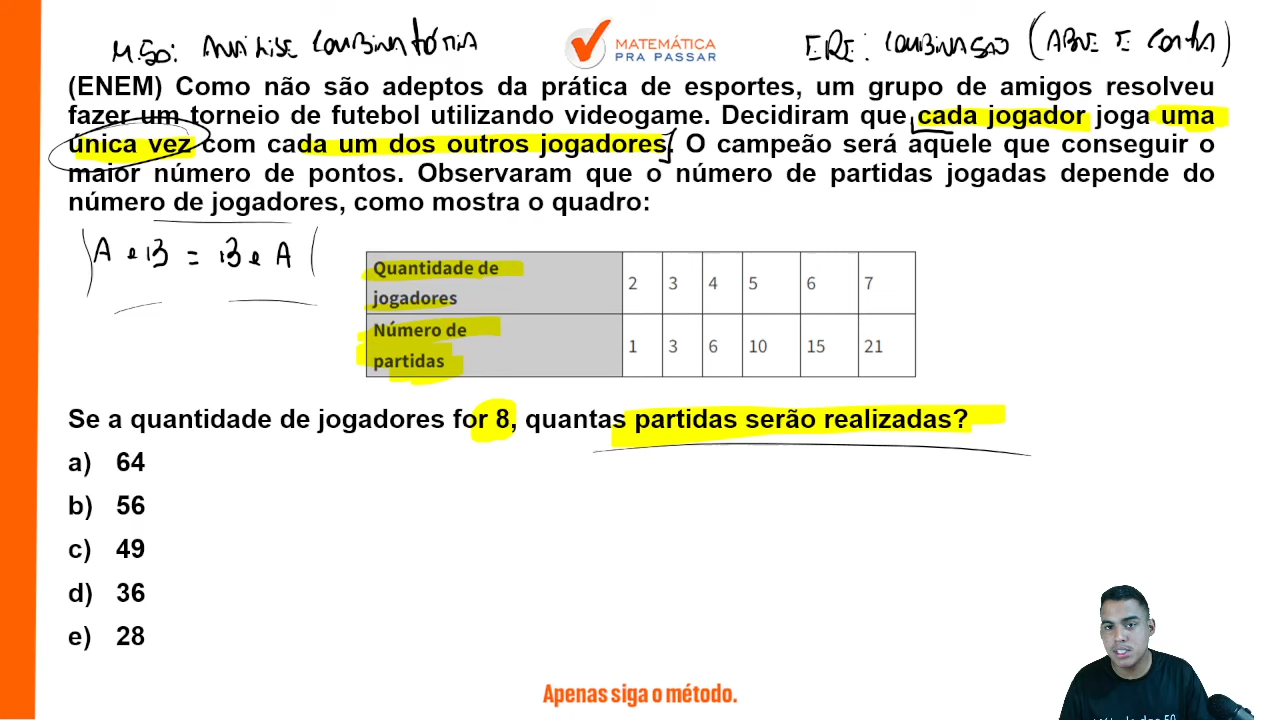 M.50: ANÁLISE COMBINATÓRIA
MATEMÁTICA
PRA PASSAR
COMBINAÇÃO (ABRE E CORTA)
(ENEM) Como não são adeptos da prática de esportes, um grupo de amigos resolveu
fazer um torneio de futebol utilizando videogame. Decidiram que cada jogador joga uma
única vez com cada um dos outros jogadores. O campeão será aquele que conseguir o
maior número de pontos. Observaram que o número de partidas jogadas depende do
número de jogadores, como mostra o quadro:
A e B = B e A
Quantidade de
jogadores 2 3 4 5 6 7
Número de
partidas 1 3 6 10 15 21
Se a quantidade de jogadores for 8, quantas partidas serão realizadas?
a) 64
b) 56
c) 49
d) 36
e) 28
Apenas siga o método.